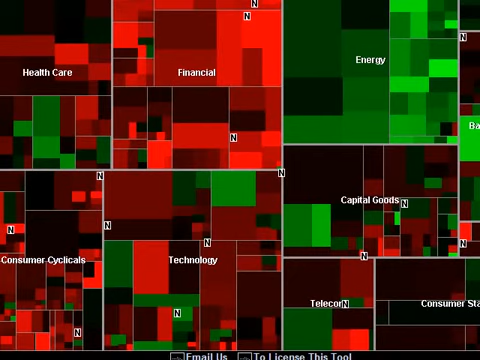 N
N
N
Energy
Health Care
Financial
Ba
N
N
N
N
Capital Goods N
N
N
N
N
Consumer Cyclicals
Technology
N
Telecom N
Consumer Sta
N
N
Email Us
To License This Tool